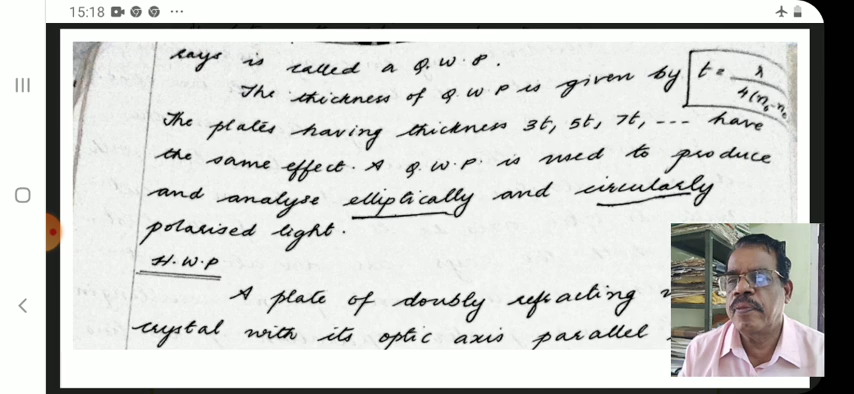 15:18
rays is called a Q.W.P.
The thickness of Q.W.P is given by t = λ / 4(n₀-n₀
The plates having thickness 3t, 5t, 7t, --- have
the same effect. A Q.W.P. is used to produce
and analyse elliptically and circularly
polarised light.
H.W.P
A plate of doubly refracting
crystal with its optic axis parallel